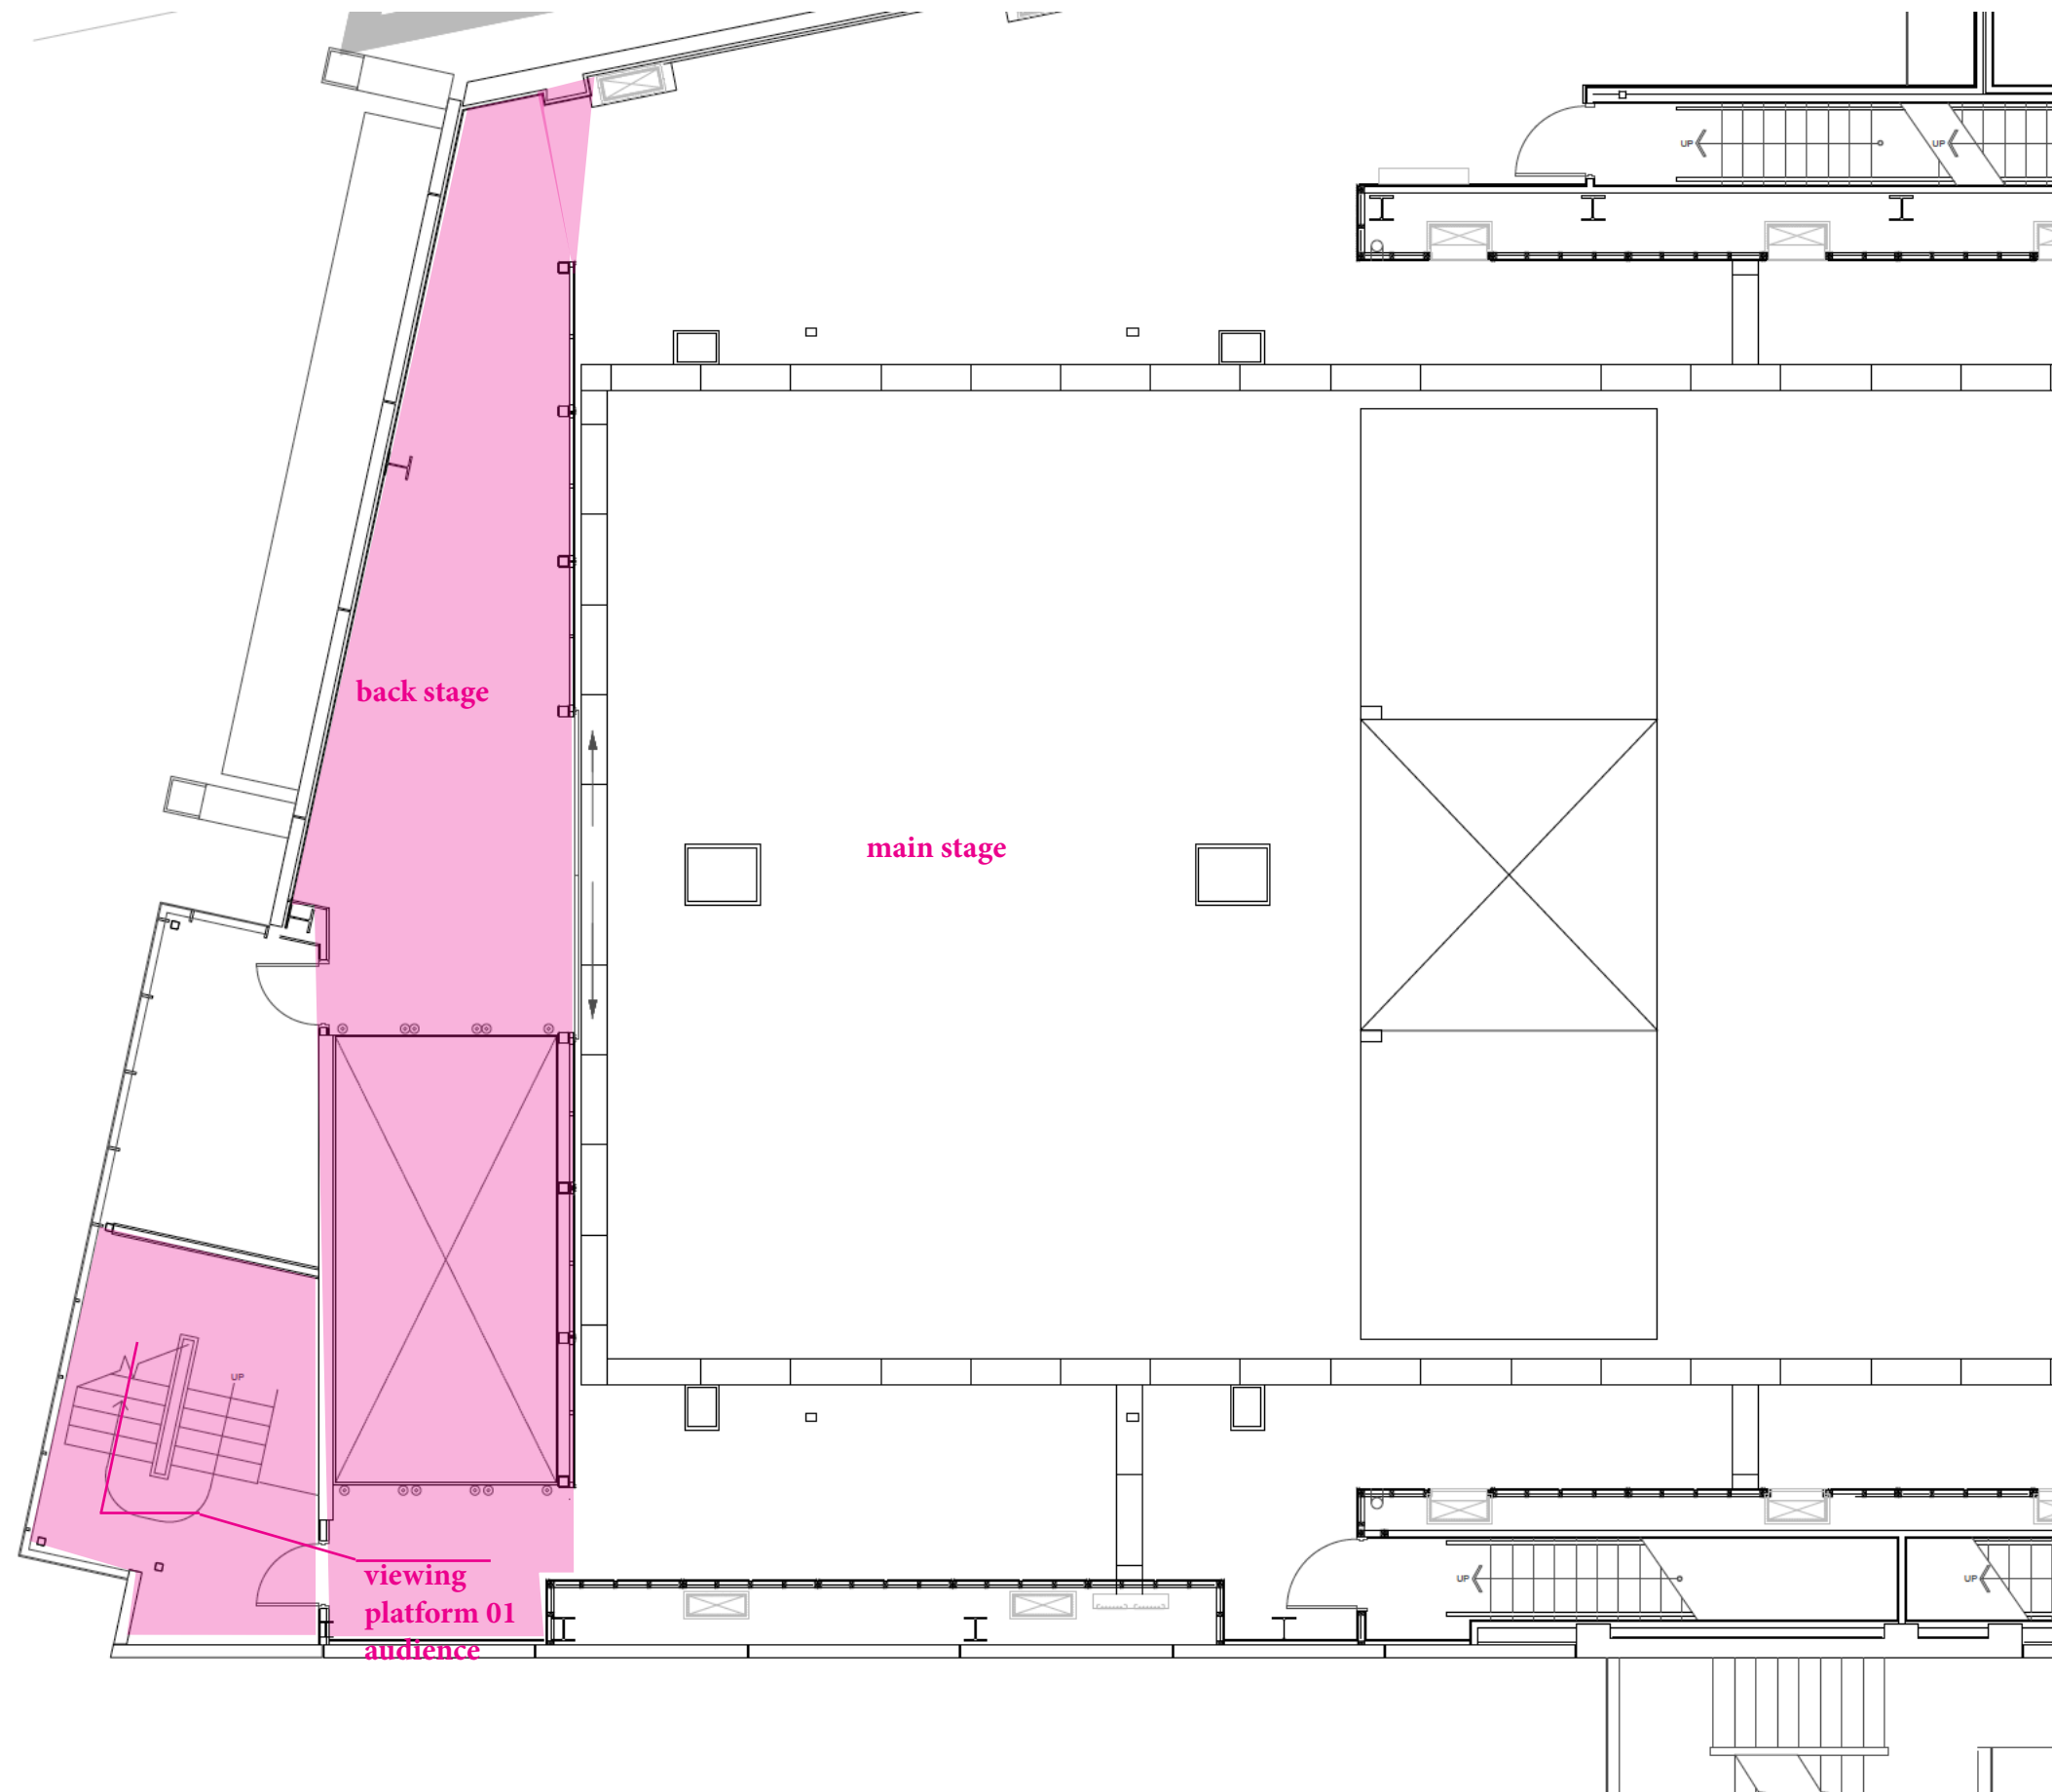 UP
UP
back stage
main stage
UP
viewing
platform 01
audience
UP
UP